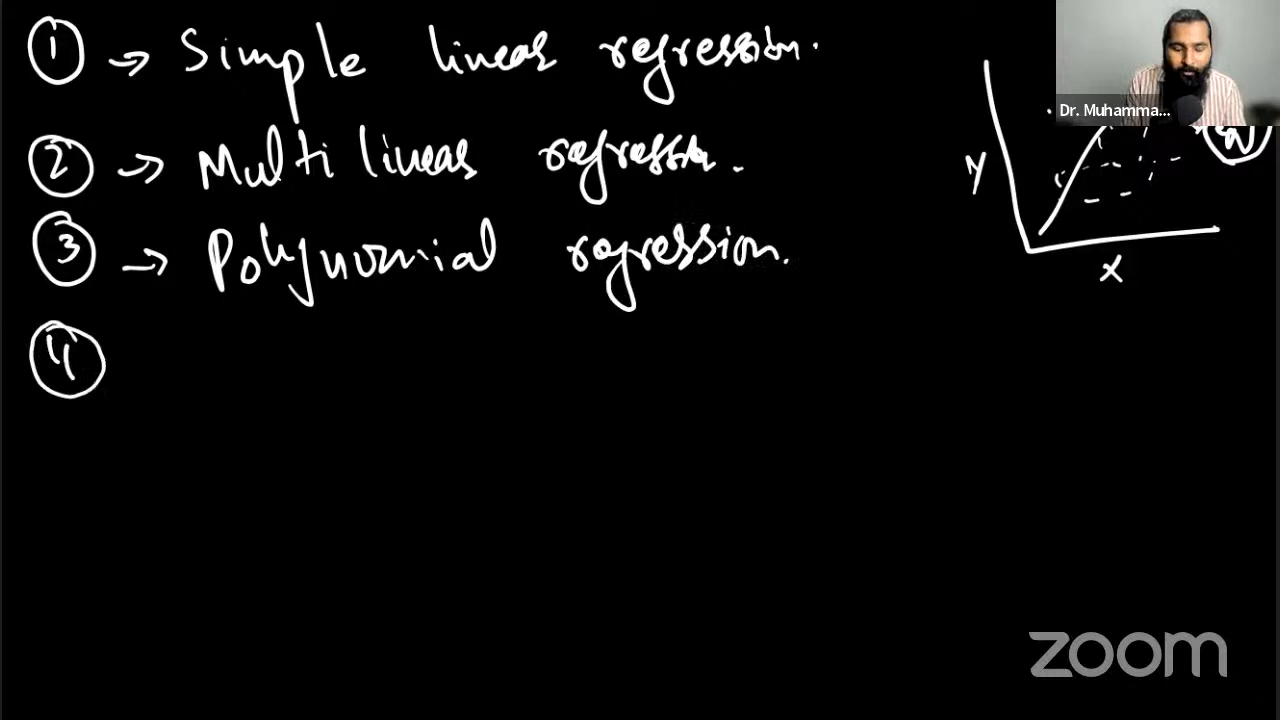 1 → Simple linear regression.
2 → Multi linear regression.
3 → Polynomial regression.
4
Dr. Muhamma...
y
x
zoom